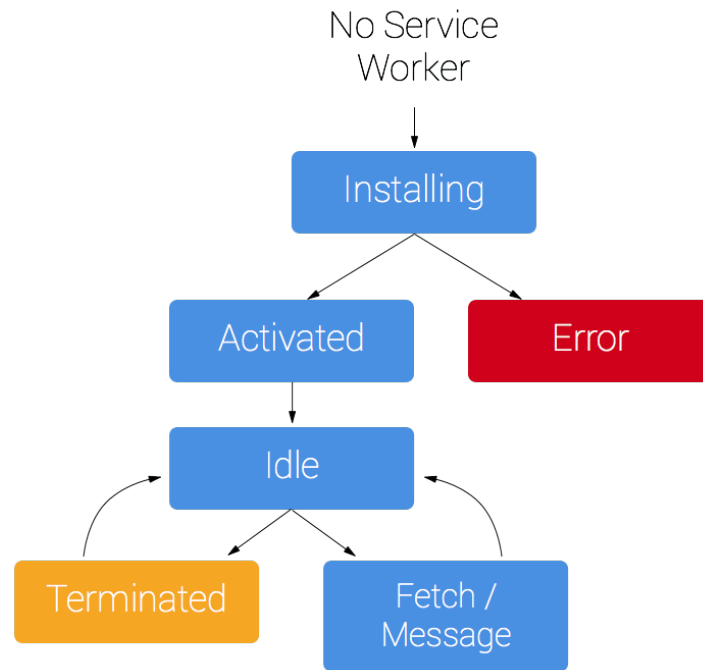 No Service
Worker
Installing
Activated
Error
Idle
Terminated
Fetch /
Message